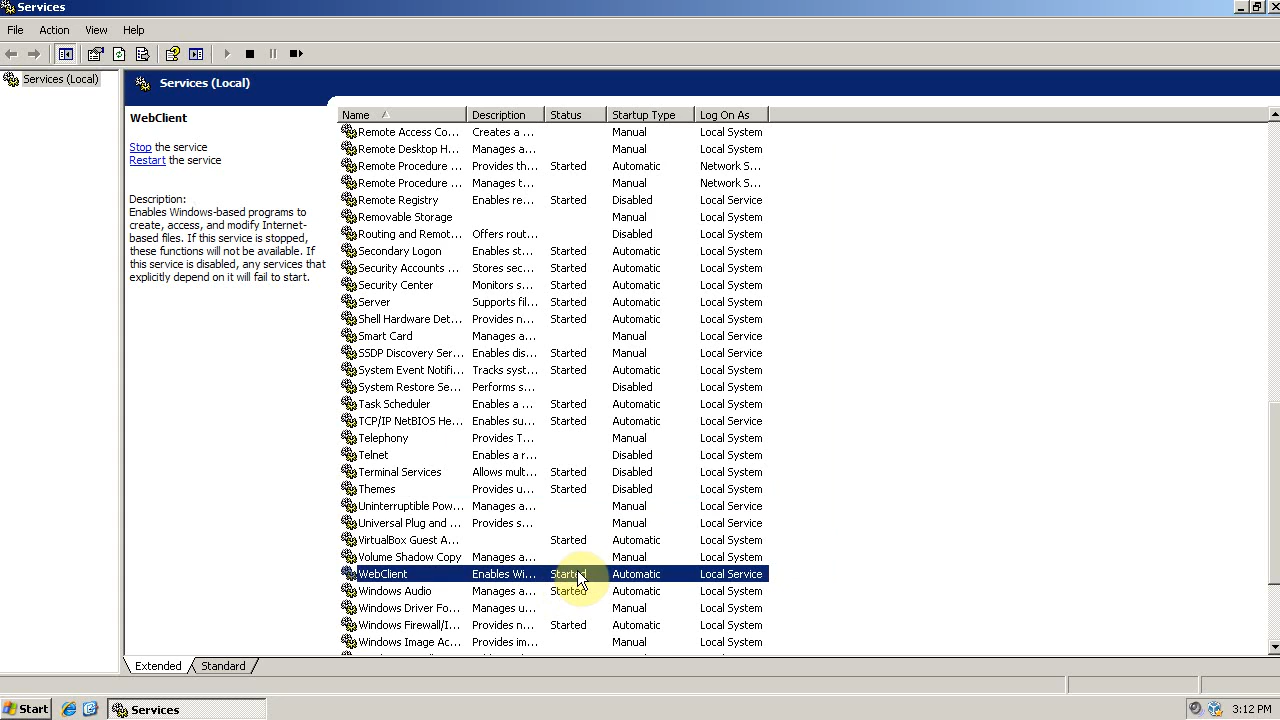 Services
File Action View Help
Services (Local)
Services (Local)
WebClient
Stop the service
Restart the service
Description:
Enables Windows-based programs to
create, access, and modify Internet-
based files. If this service is stopped,
these functions will not be available. If
this service is disabled, any services that
explicitly depend on it will fail to start.
Name Description Status Startup Type Log On As
Remote Access Co... Creates a ... Manual Local System
Remote Desktop H... Manages a... Manual Local System
Remote Procedure ... Provides th... Started Automatic Network S...
Remote Procedure ... Manages t... Manual Network S...
Remote Registry Enables re... Started Disabled Local Service
Removable Storage Manual Local System
Routing and Remot... Offers rout... Disabled Local System
Secondary Logon Enables st... Started Automatic Local System
Security Accounts ... Stores sec... Started Automatic Local System
Security Center Monitors s... Started Automatic Local System
Server Supports fil... Started Automatic Local System
Shell Hardware Det... Provides n... Started Automatic Local System
Smart Card Manages a... Manual Local Service
SSDP Discovery Ser... Enables dis... Started Manual Local Service
System Event Notifi... Tracks syst... Started Automatic Local System
System Restore Se... Performs s... Disabled Local System
Task Scheduler Enables a ... Started Automatic Local System
TCP/IP NetBIOS He... Enables su... Started Automatic Local Service
Telephony Provides T... Manual Local System
Telnet Enables a r... Disabled Local System
Terminal Services Allows mult... Started Disabled Local System
Themes Provides u... Started Disabled Local System
Uninterruptible Pow... Manages a... Manual Local Service
Universal Plug and ... Provides s... Manual Local Service
VirtualBox Guest A... Started Automatic Local System
Volume Shadow Copy Manages a... Manual Local System
WebClient Enables Wi... Started Automatic Local Service
Windows Audio Manages a... Started Automatic Local System
Windows Driver Fo... Manages u... Manual Local System
Windows Firewall/I... Provides n... Started Automatic Local System
Windows Image Ac... Provides im... Manual Local System
Extended Standard
Start Services 3:12 PM